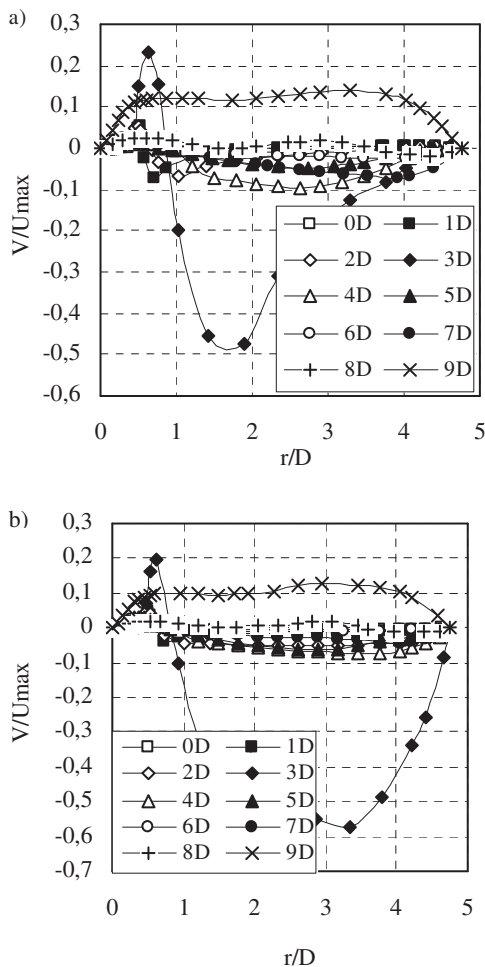 a)
0,3
0,2
0,1
0
-0,1
-0,2
-0,3
-0,4
-0,5
-0,6
V/Umax
0D 1D
2D 3D
4D 5D
6D 7D
8D 9D
0 1 2 3 4 5
r/D
b)
0,3
0,2
0,1
0
-0,1
-0,2
-0,3
-0,4
-0,5
-0,6
-0,7
V/Umax
0D 1D
2D 3D
4D 5D
6D 7D
8D 9D
0 1 2 3 4 5
r/D